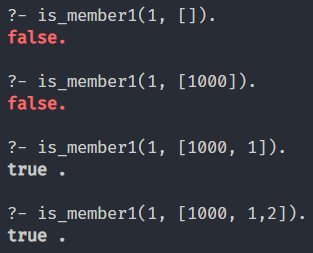 ?- is_member1(1, []).
false.
?- is_member1(1, [1000]).
false.
?- is_member1(1, [1000, 1]).
true .
?- is_member1(1, [1000, 1,2]).
true .